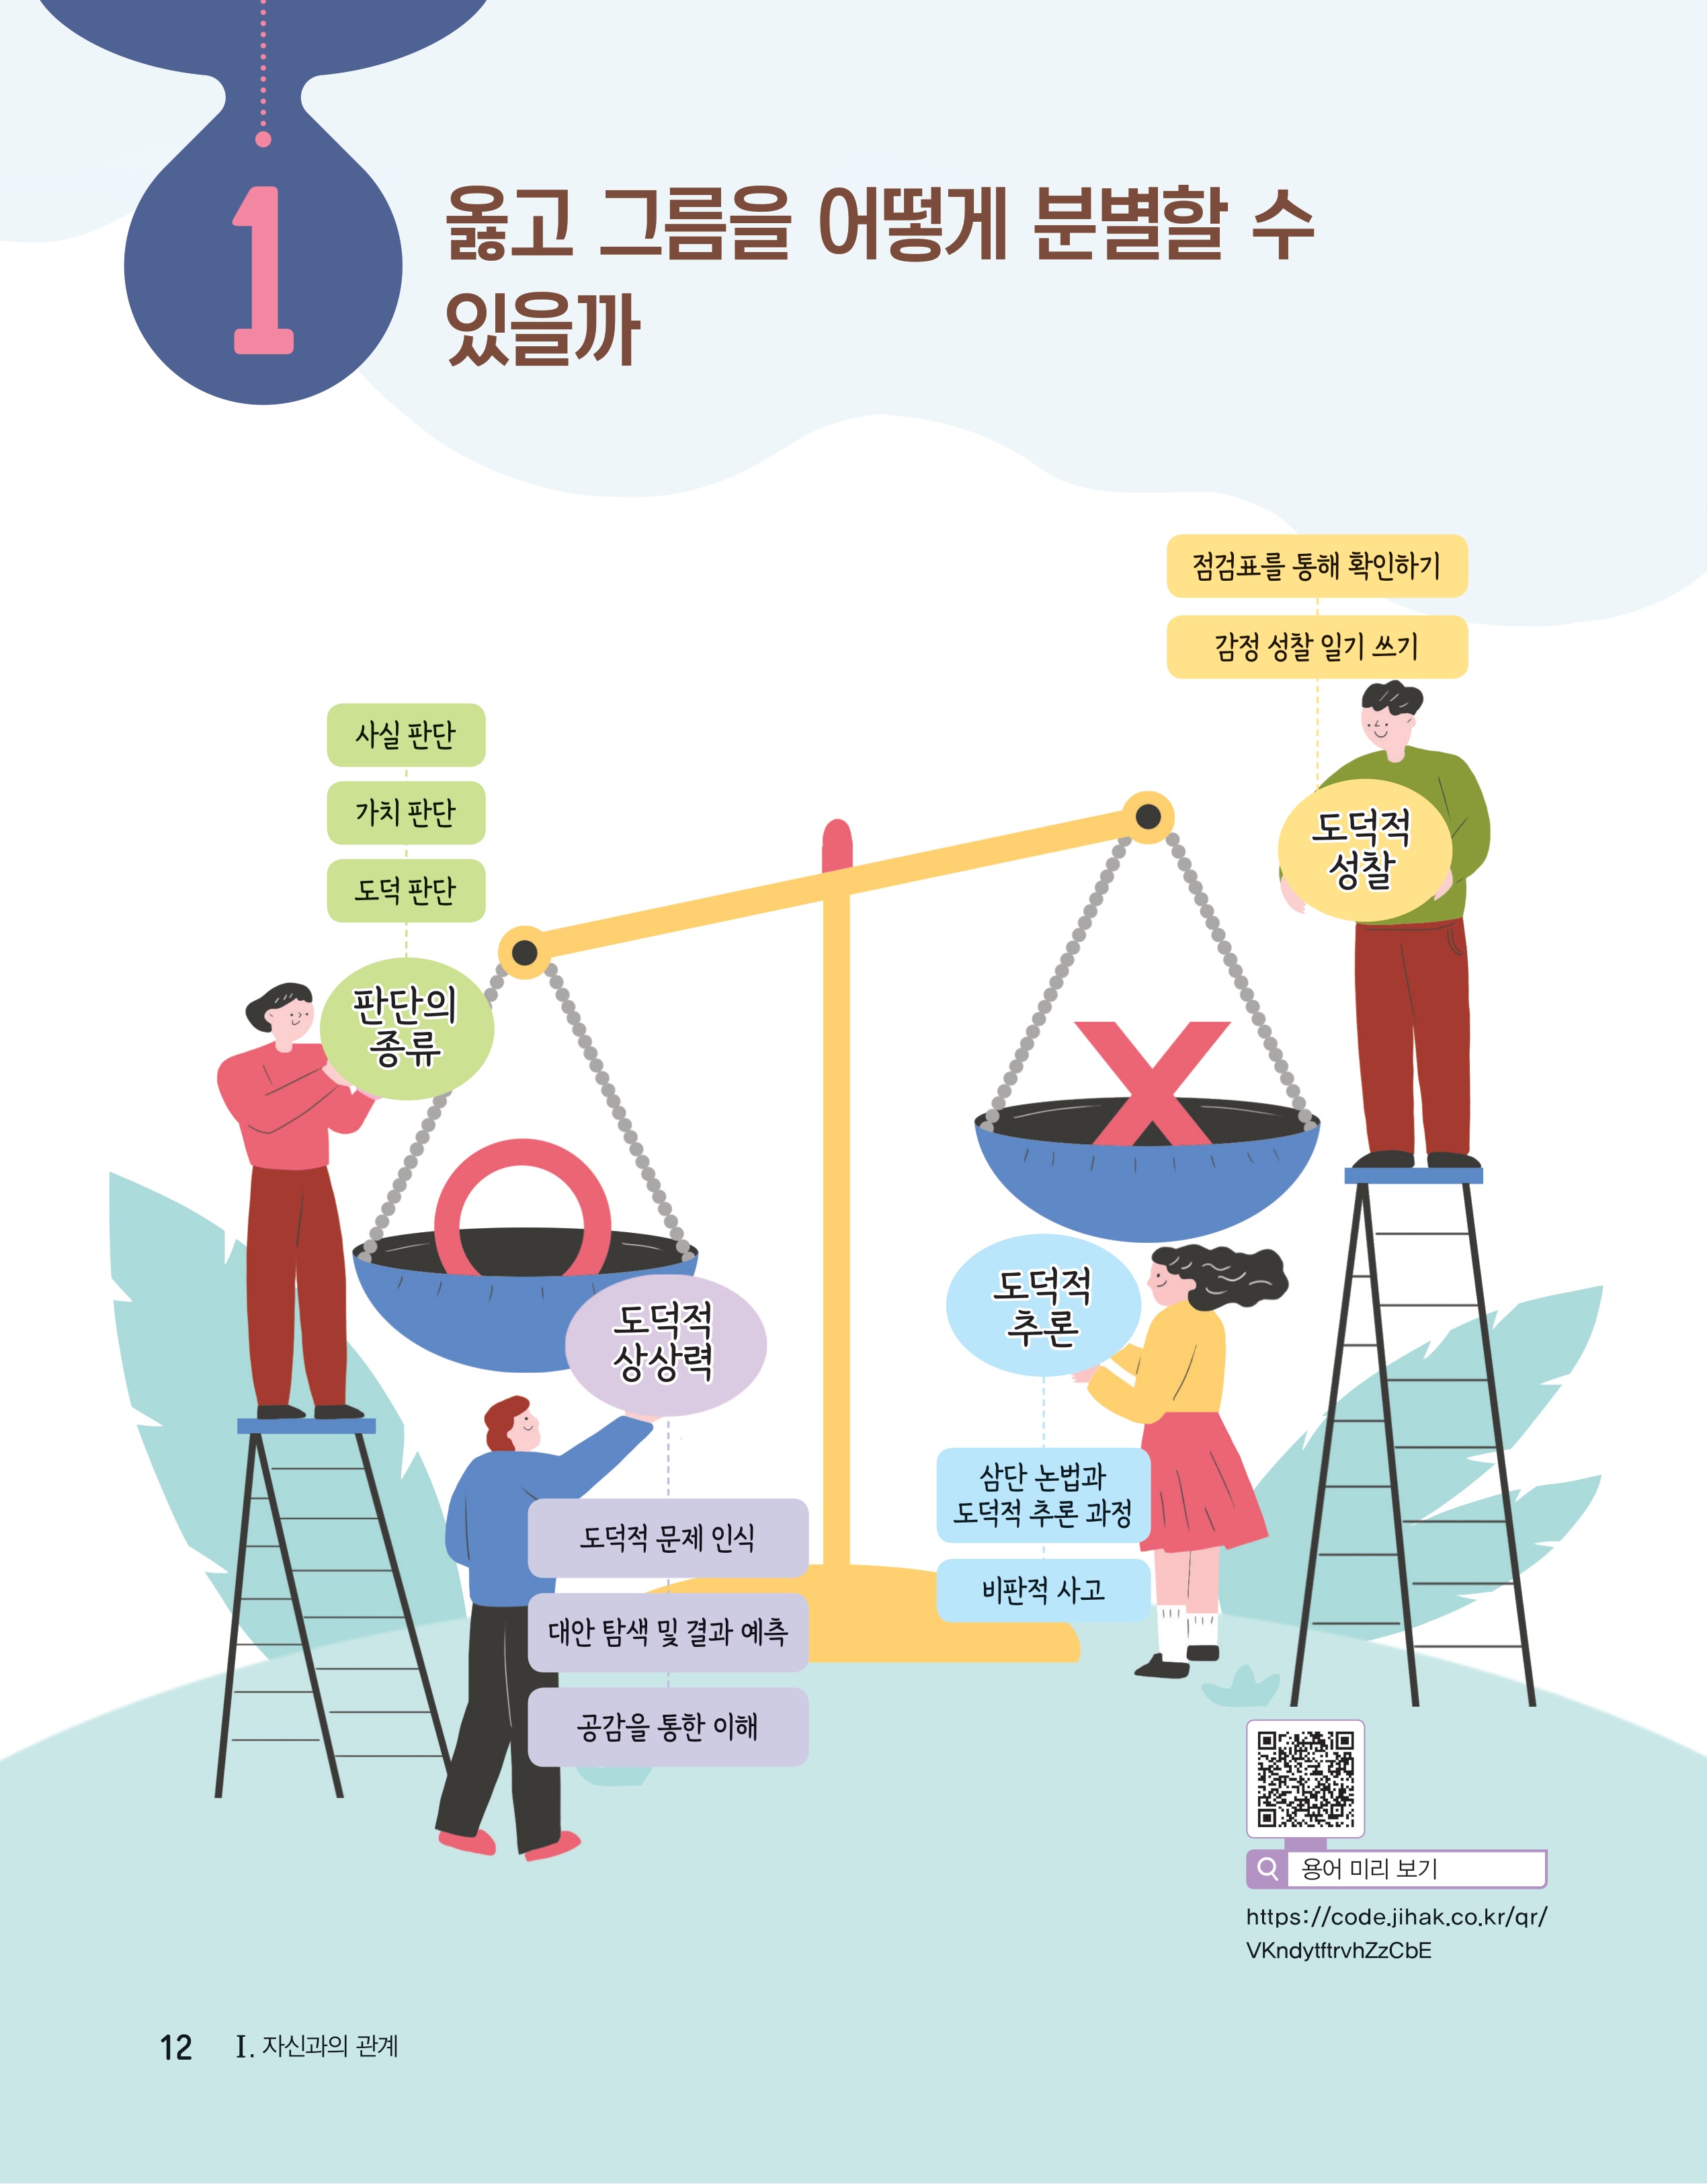 1
옳고 그름을 어떻게 분별할 수
있을까
점검표를 통해 확인하기
감정 성찰 일기 쓰기
도덕적
성찰
사실 판단
가치 판단
도덕 판단
판단의
종류
O
X
도덕적
상상력
도덕적 문제 인식
대안 탐색 및 결과 예측
공감을 통한 이해
도덕적
추론
삼단 논법과
도덕적 추론 과정
비판적 사고
용어 미리 보기
https://code.jihak.co.kr/qr/
VKndytftrvhZzCbE
12 I. 자신과의 관계